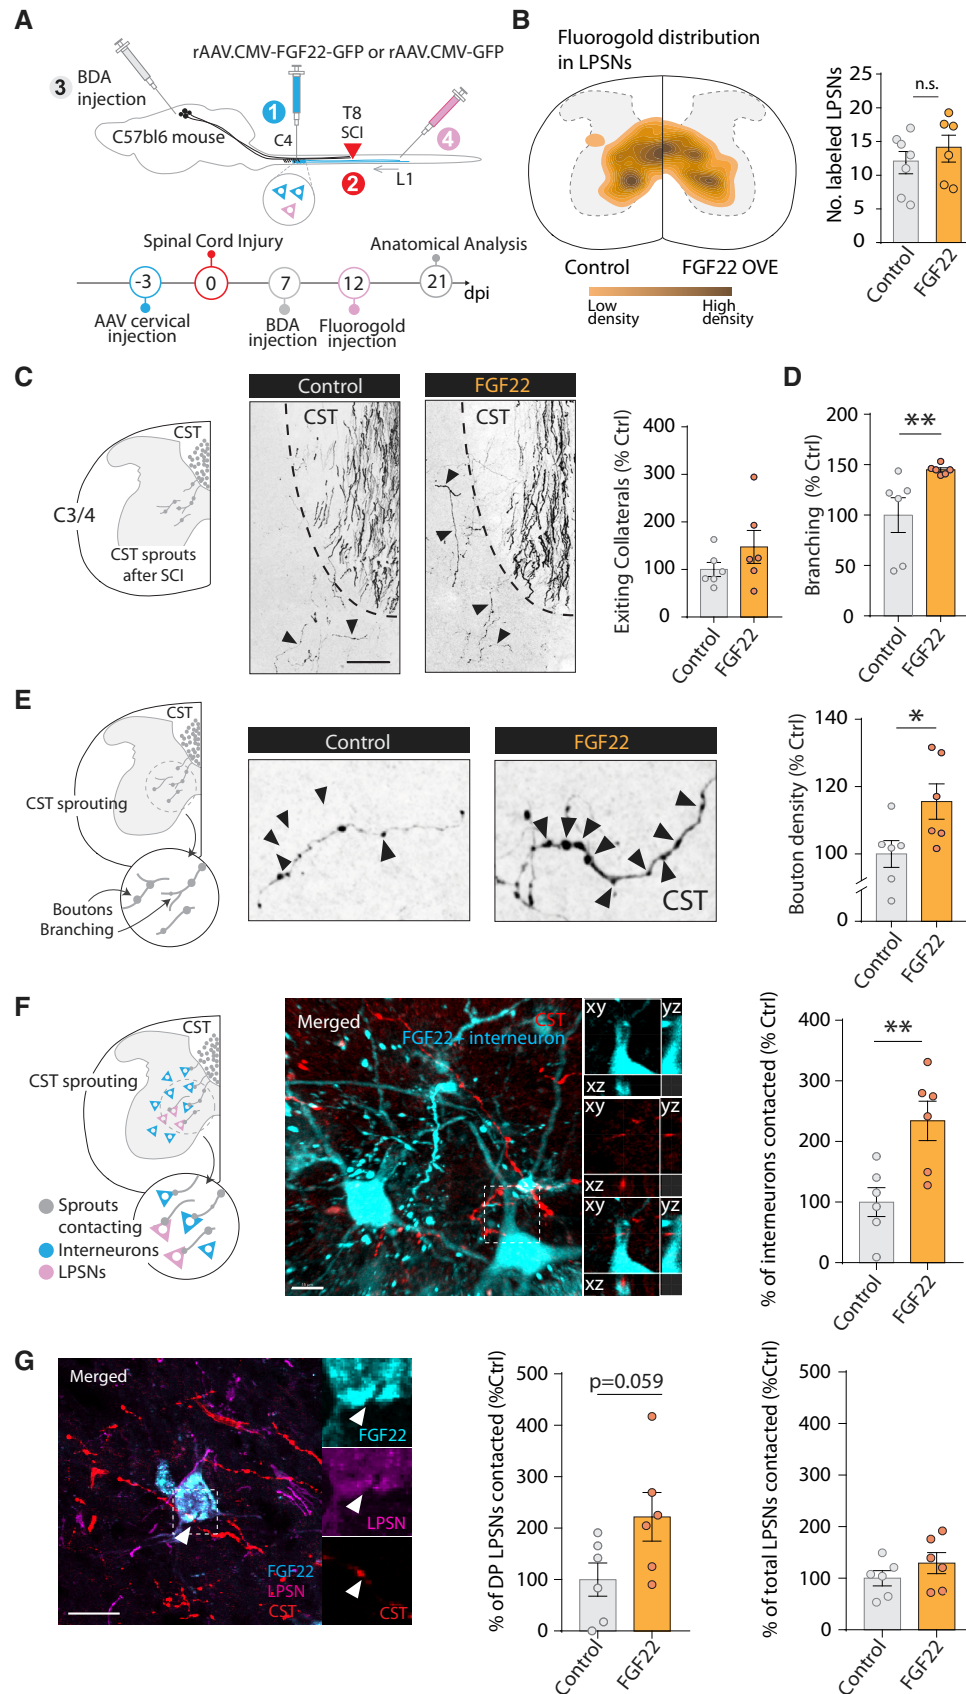 A
rAAV.CMV-FGF22-GFP or rAAV.CMV-GFP
3
BDA
injection
1
T8
SCI
4
C57bl6 mouse
C4
2
L1
Spinal Cord Injury
Anatomical Analysis
-3
0
7
12
21
dpi
AAV cervical
injection
BDA
injection
Fluorogold
injection
B
Fluorogold distribution
in LPSNs
Control
FGF22 OVE
Low
density
High
density
No. labeled LPSNs
25
20
15
10
5
0
n.s.
Control
FGF22
C
CST
C3/4
CST sprouts
after SCI
Control
CST
FGF22
CST
Exiting Collaterals (% Ctrl)
400
300
200
100
0
Control
FGF22
D
Branching (% Ctrl)
200
150
100
50
0
**
Control
FGF22
E
CST
CST sprouting
Boutons
Branching
Control
FGF22
CST
Bouton density (% Ctrl)
140
120
100
0
*
Control
FGF22
F
CST
CST sprouting
Sprouts
contacting
Interneurons
LPSNs
Merged
CST
FGF22+ interneuron
xy
yz
xz
xy
yz
xz
xy
yz
xz
% of interneurons contacted (% Ctrl)
400
300
200
100
0
**
Control
FGF22
G
Merged
FGF22
LPSN
CST
FGF22
LPSN
CST
% of DP LPSNs contacted (%Ctrl)
500
400
300
200
100
0
p=0.059
Control
FGF22
% of total LPSNs contacted (%Ctrl)
500
400
300
200
100
0
Control
FGF22